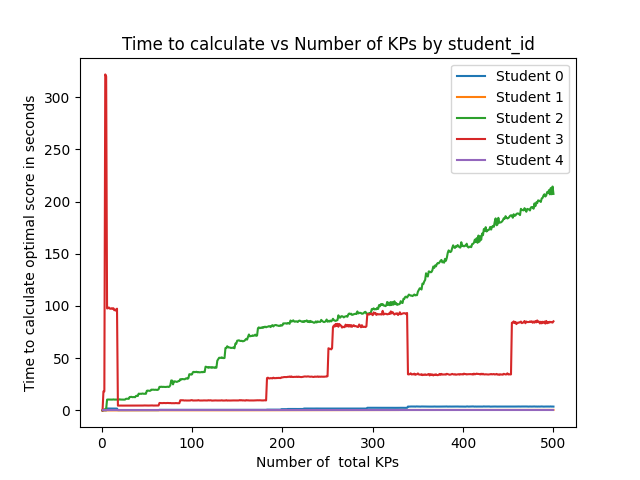 Time to calculate vs Number of KPs by student_id
Time to calculate optimal score in seconds
300
250
200
150
100
50
0
Student 0
Student 1
Student 2
Student 3
Student 4
0 100 200 300 400 500
Number of  total KPs